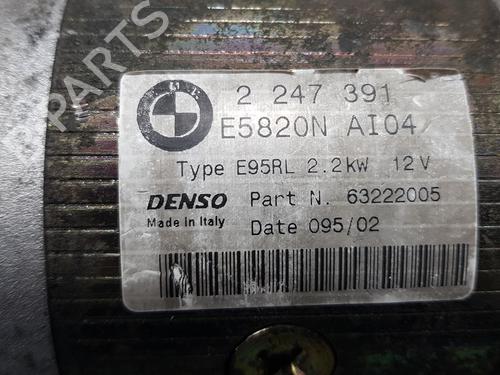 2 247 391
E5820N AI04
Type E95RL 2.2kW 12V
DENSO Part N. 63222005
Made in Italy
Date 095/02
PARTS